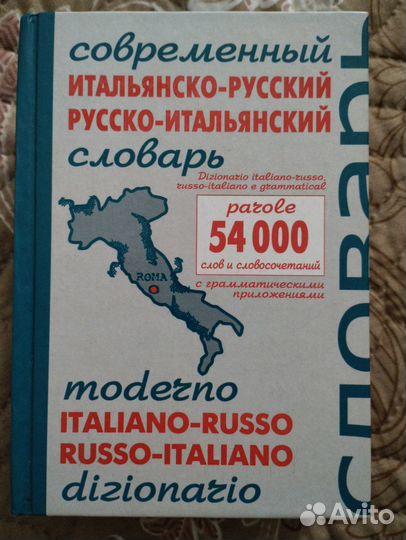 современный
ИТАЛЬЯНСКО-РУССКИЙ
РУССКО-ИТАЛЬЯНСКИЙ
словарь
Dizionario italiano-russo,
russo-italiano e grammatical
parole
54 000
слов и словосочетаний
с грамматическими
приложениями
ROMA
moderno
ITALIANO-RUSSO
RUSSO-ITALIANO
dizionario
словарь
Avito